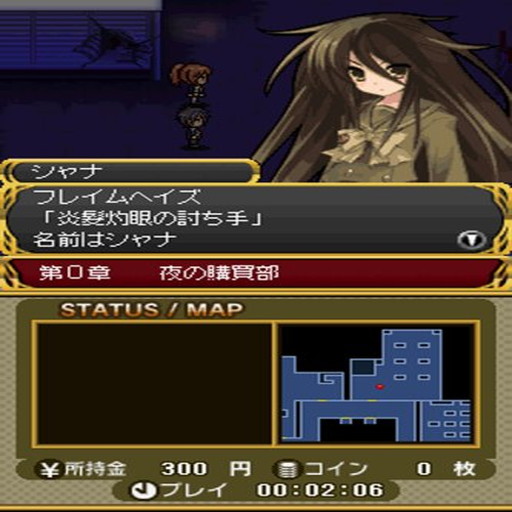 シャナ
フレイムヘイズ
「炎髪灼眼の討ち手」
名前はシャナ
第0章　夜の購買部
STATUS / MAP
¥所持金 300 円 コイン 0 枚
プレイ 00:02:06